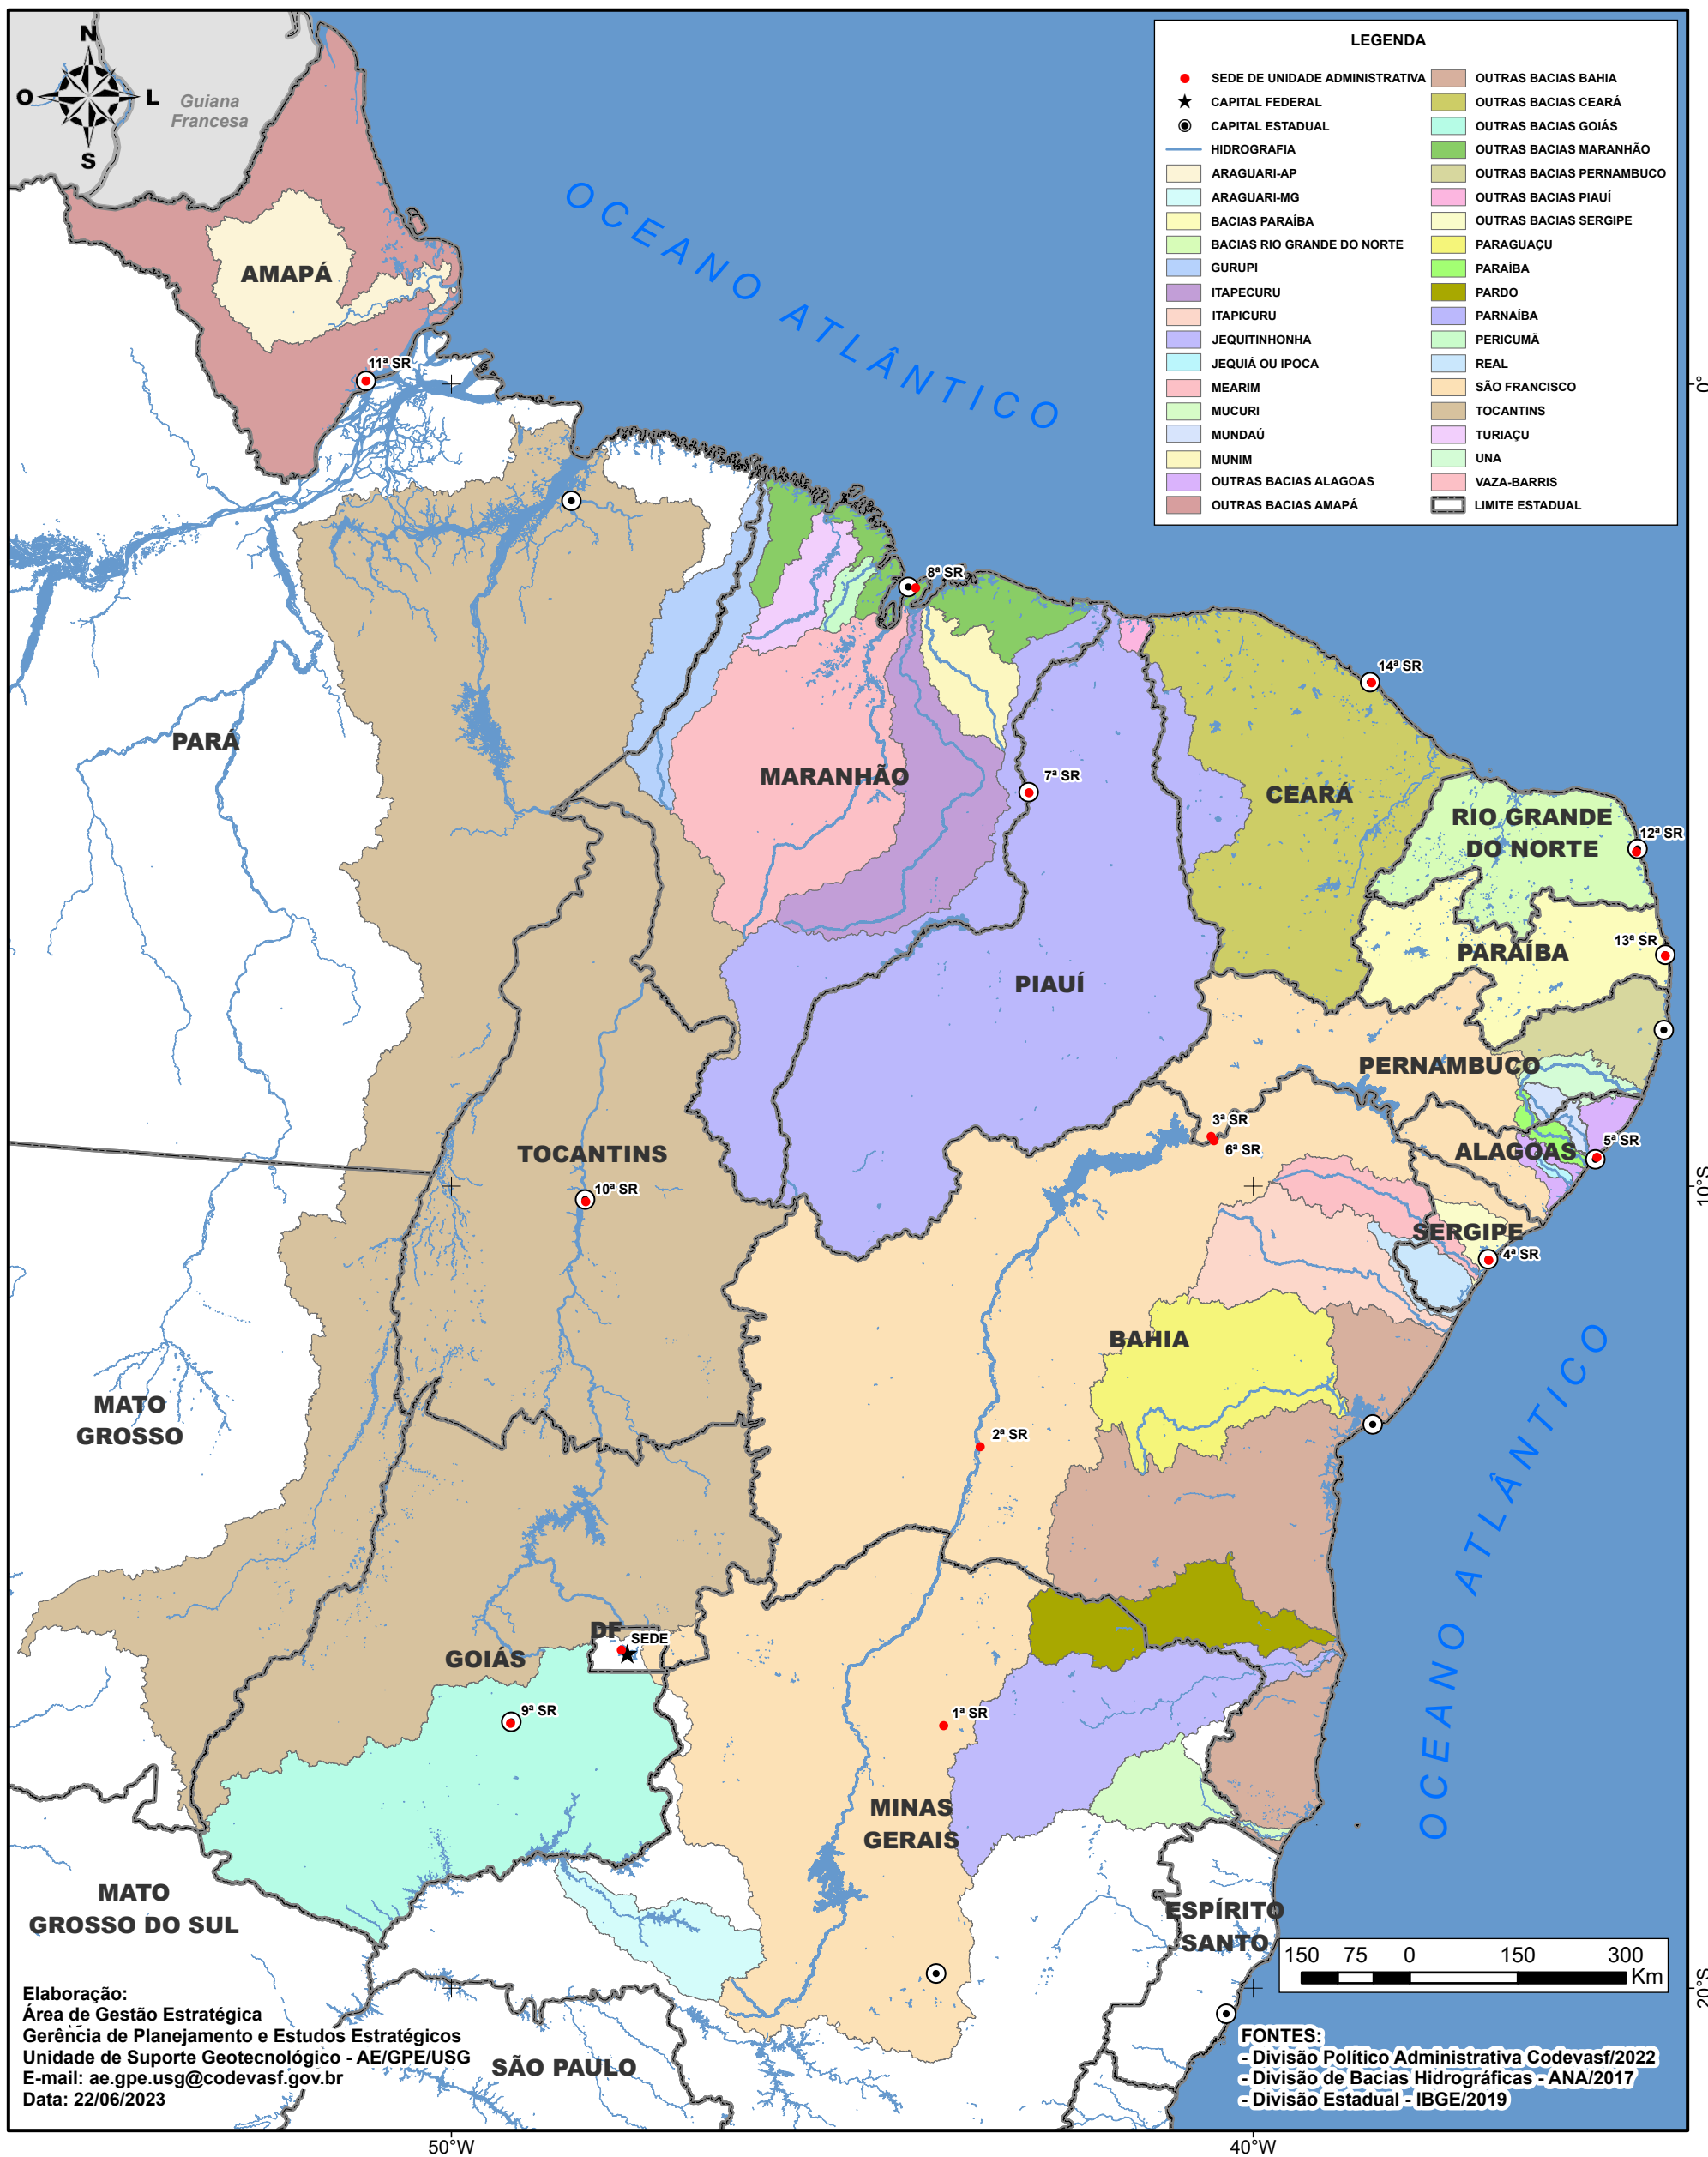 N
O
L
S
Guiana
Francesa
LEGENDA
SEDE DE UNIDADE ADMINISTRATIVA
CAPITAL FEDERAL
CAPITAL ESTADUAL
HIDROGRAFIA
ARAGUARI-AP
ARAGUARI-MG
BACIAS PARAÍBA
BACIAS RIO GRANDE DO NORTE
GURUPI
ITAPECURU
ITAPICURU
JEQUITINHONHA
JEQUIÁ OU IPOCA
MEARIM
MUCURI
MUNDAÚ
MUNIM
OUTRAS BACIAS ALAGOAS
OUTRAS BACIAS AMAPÁ
OUTRAS BACIAS BAHIA
OUTRAS BACIAS CEARÁ
OUTRAS BACIAS GOIÁS
OUTRAS BACIAS MARANHÃO
OUTRAS BACIAS PERNAMBUCO
OUTRAS BACIAS PIAUÍ
OUTRAS BACIAS SERGIPE
PARAGUAÇU
PARAÍBA
PARDO
PARNAÍBA
PERICUMÃ
REAL
SÃO FRANCISCO
TOCANTINS
TURIAÇU
UNA
VAZA-BARRIS
LIMITE ESTADUAL
OCEANO ATLÂNTICO
AMAPÁ
11ª SR
0°
8ª SR
14ª SR
PARÁ
MARANHÃO
7ª SR
CEARÁ
RIO GRANDE
DO NORTE
12ª SR
PARAÍBA
13ª SR
PIAUÍ
PERNAMBUCO
3ª SR
6ª SR
ALAGOAS
5ª SR
TOCANTINS
10ª SR
10°S
SERGIPE
4ª SR
BAHIA
MATO
GROSSO
2ª SR
OCEANO ATLÂNTICO
DF
SEDE
GOIÁS
9ª SR
1ª SR
MINAS
GERAIS
MATO
GROSSO DO SUL
ESPÍRITO
SANTO
150 75 0 150 300
Km
20°S
SÃO PAULO
Elaboração:
Área de Gestão Estratégica
Gerência de Planejamento e Estudos Estratégicos
Unidade de Suporte Geotecnológico - AE/GPE/USG
E-mail: ae.gpe.usg@codevasf.gov.br
Data: 22/06/2023
FONTES:
- Divisão Político Administrativa Codevasf/2022
- Divisão de Bacias Hidrográficas - ANA/2017
- Divisão Estadual - IBGE/2019
50°W
40°W